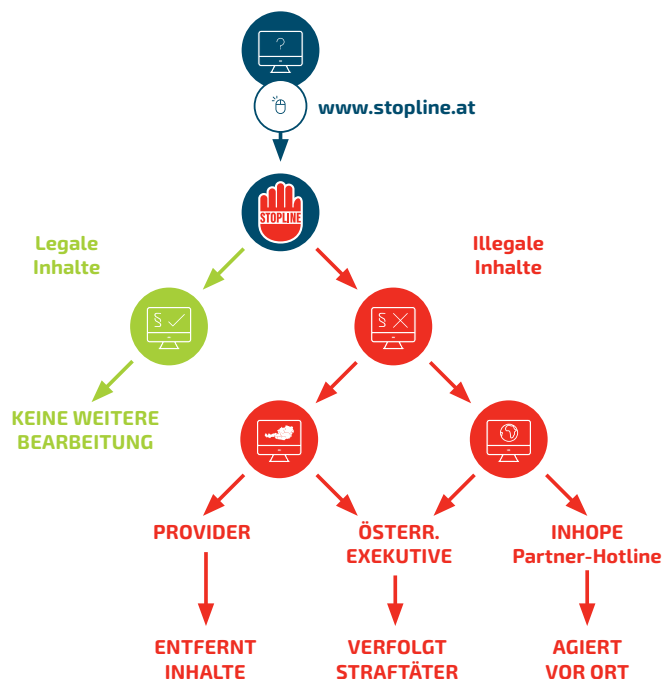 ?
www.stopline.at
STOPLINE
Legale
Inhalte
Illegale
Inhalte
§
§
KEINE WEITERE
BEARBEITUNG
PROVIDER
ÖSTERR.
EXEKUTIVE
INHOPE
Partner-Hotline
ENTFERNT
INHALTE
VERFOLGT
STRAFTÄTER
AGIERT
VOR ORT